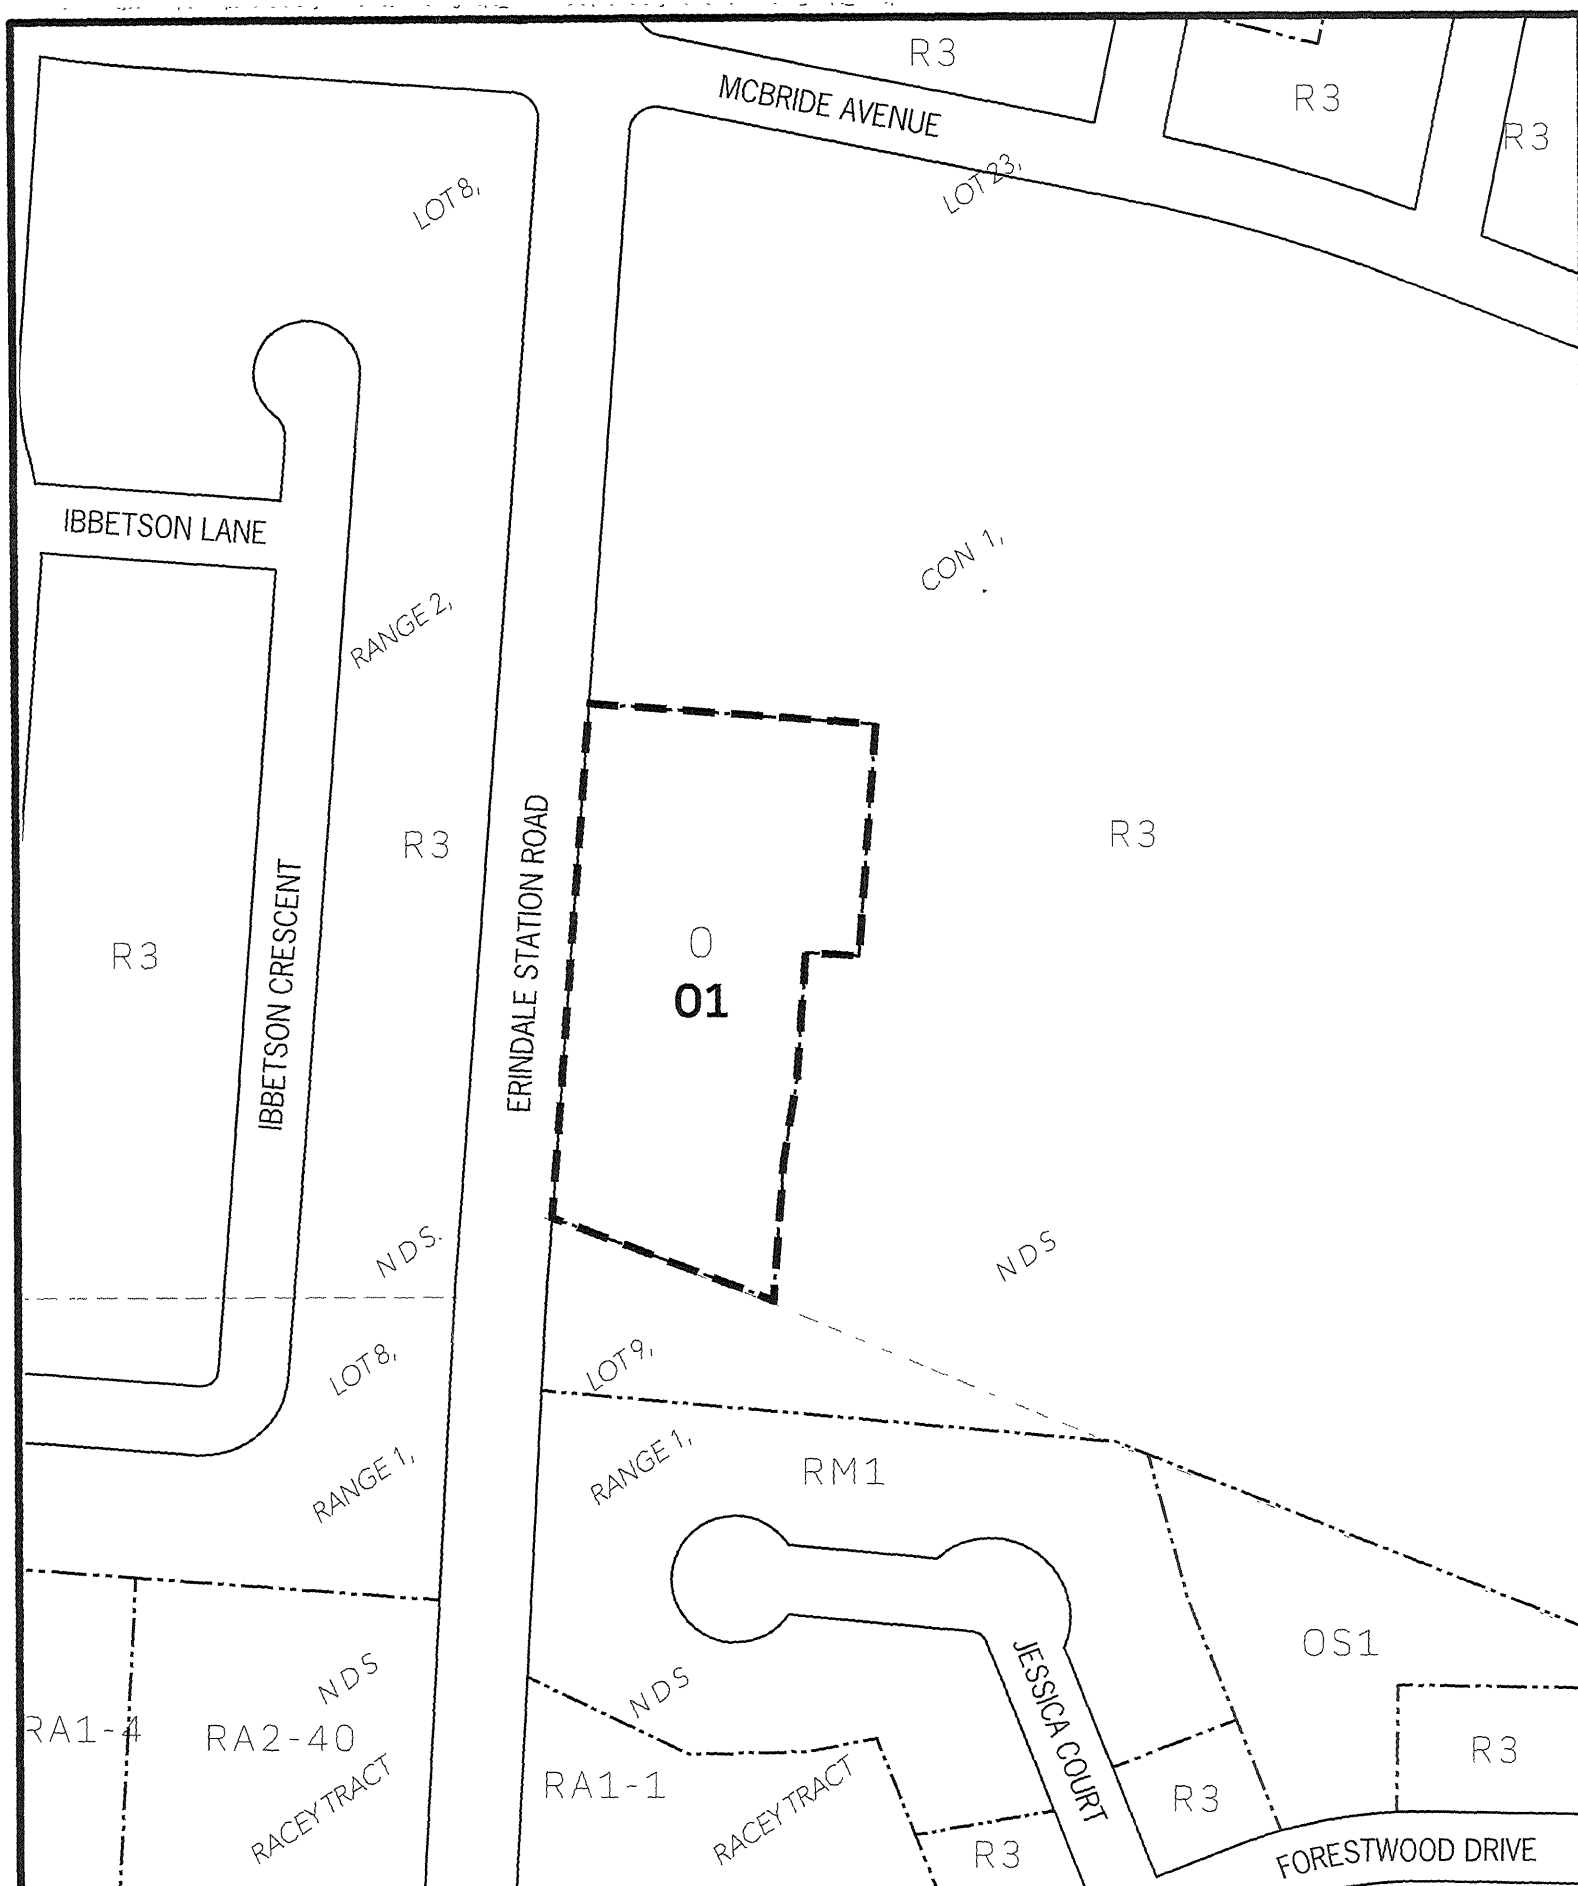 R3
MCBRIDE AVENUE
R3
R3
LOT 8,
LOT 23,
IBBETSON LANE
CON 1,
RANGE 2,
R3
R3
ERINDALE STATION ROAD
R3
IBBETSON CRESCENT
O
01
NDS.
NDS
LOT 8,
LOT 9,
RANGE 1,
RANGE 1,
RM1
OS1
NDS
NDS
JESSICA COURT
RA1-4
RA2-40
R3
RA1-1
R3
RACEY TRACT
RACEY TRACT
R3
FORESTWOOD DRIVE